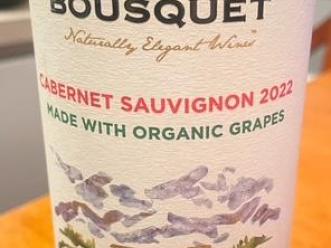 BOUSQUET
Naturally Elegant Wines
CABERNET SAUVIGNON 2022
MADE WITH ORGANIC GRAPES